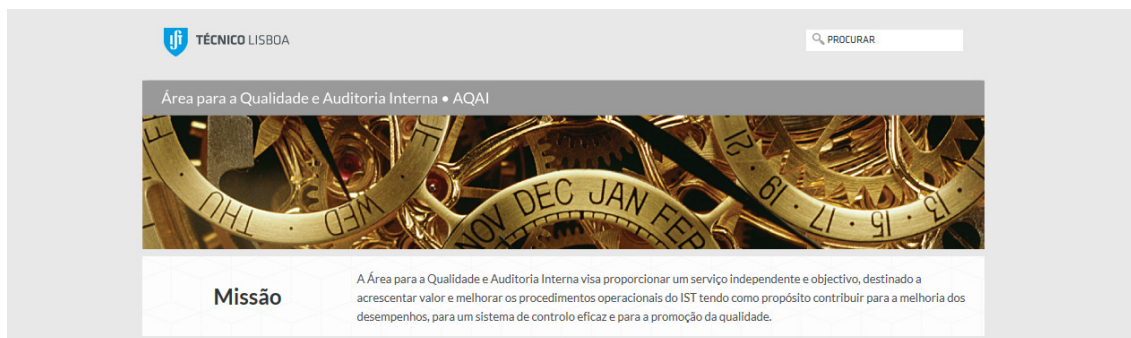 TÉCNICO LISBOA
PROCURAR
Área para a Qualidade e Auditoria Interna • AQAI
THU · WED
NOV DEC JAN FEB
21 · 19 · 17 · 15 · 13
Missão
A Área para a Qualidade e Auditoria Interna visa proporcionar um serviço independente e objectivo, destinado a
acrescentar valor e melhorar os procedimentos operacionais do IST tendo como propósito contribuir para a melhoria dos
desempenhos, para um sistema de controlo eficaz e para a promoção da qualidade.